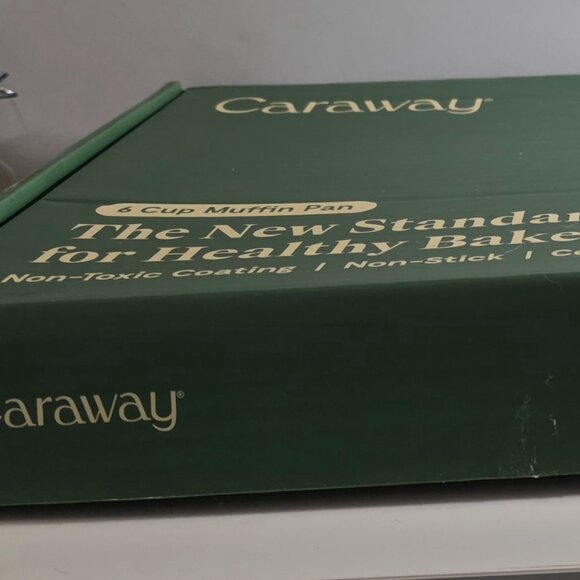 Caraway®
6 Cup Muffin Pan
The New Standar
for Healthy Bake
Non-Toxic Coating | Non-Stick | C
araway®